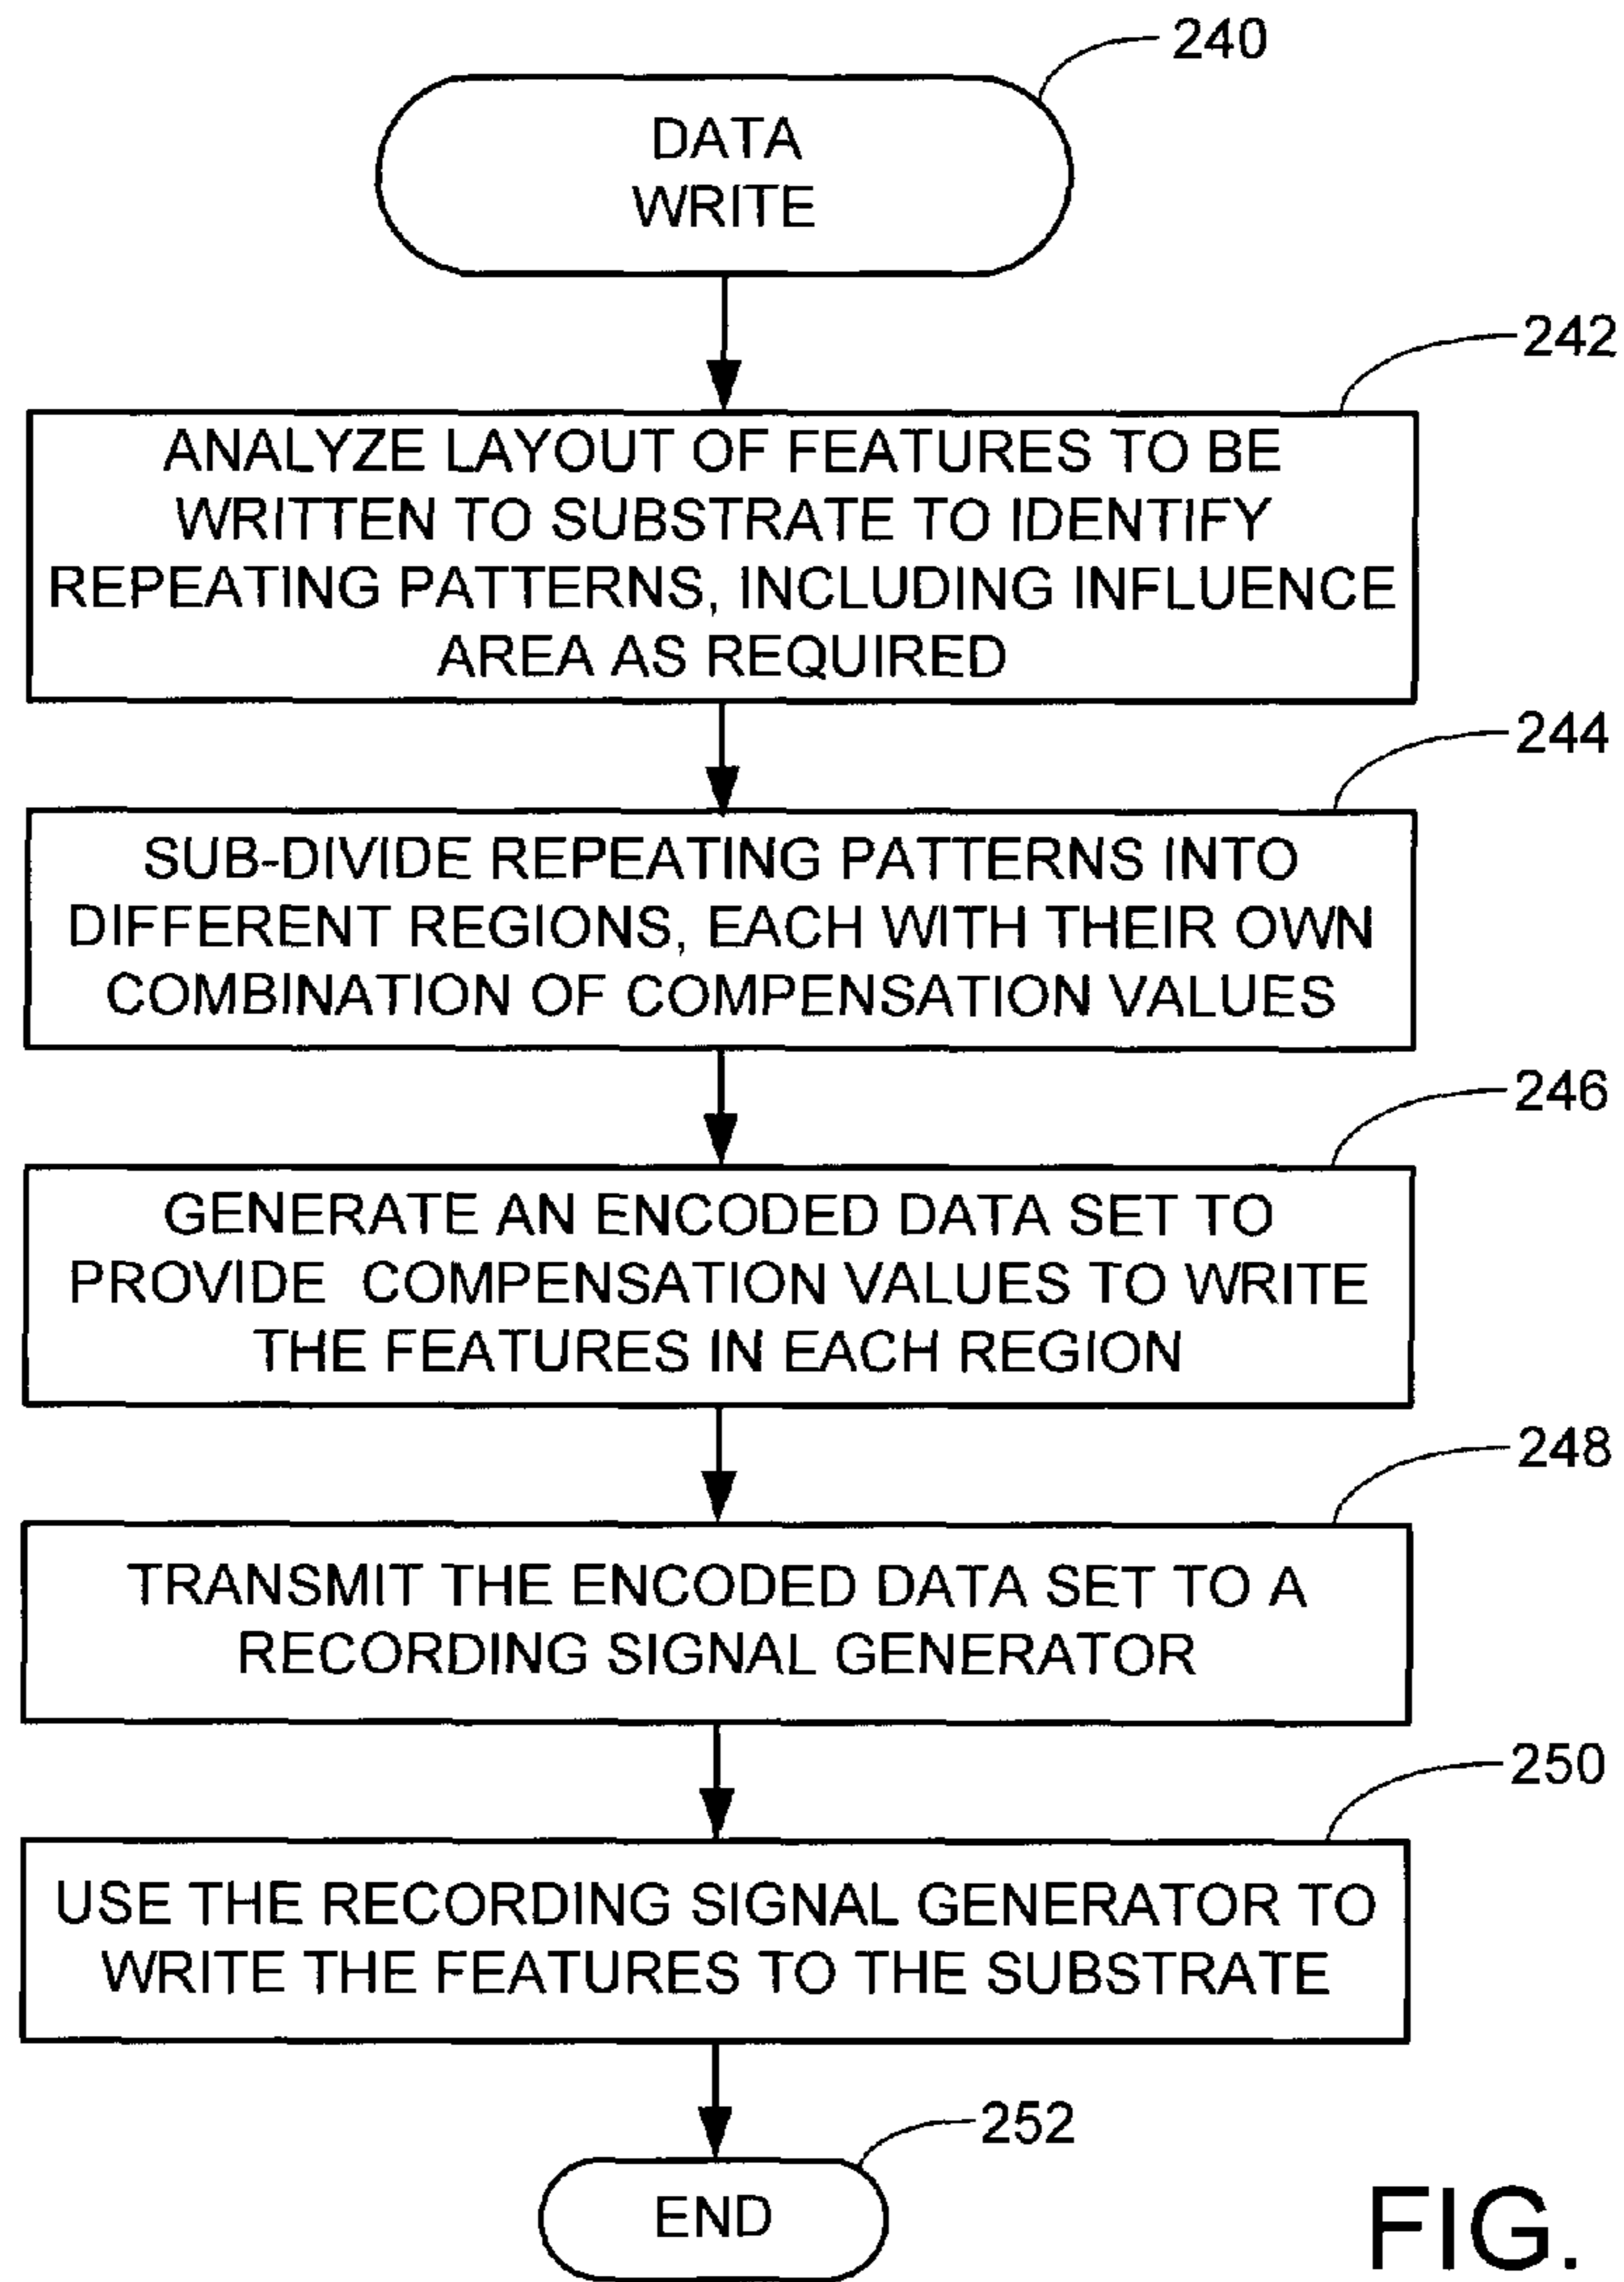 240
DATA
WRITE
242
ANALYZE LAYOUT OF FEATURES TO BE
WRITTEN TO SUBSTRATE TO IDENTIFY
REPEATING PATTERNS, INCLUDING INFLUENCE
AREA AS REQUIRED
244
SUB-DIVIDE REPEATING PATTERNS INTO
DIFFERENT REGIONS, EACH WITH THEIR OWN
COMBINATION OF COMPENSATION VALUES
246
GENERATE AN ENCODED DATA SET TO
PROVIDE COMPENSATION VALUES TO WRITE
THE FEATURES IN EACH REGION
248
TRANSMIT THE ENCODED DATA SET TO A
RECORDING SIGNAL GENERATOR
250
USE THE RECORDING SIGNAL GENERATOR TO
WRITE THE FEATURES TO THE SUBSTRATE
252
END
FIG.